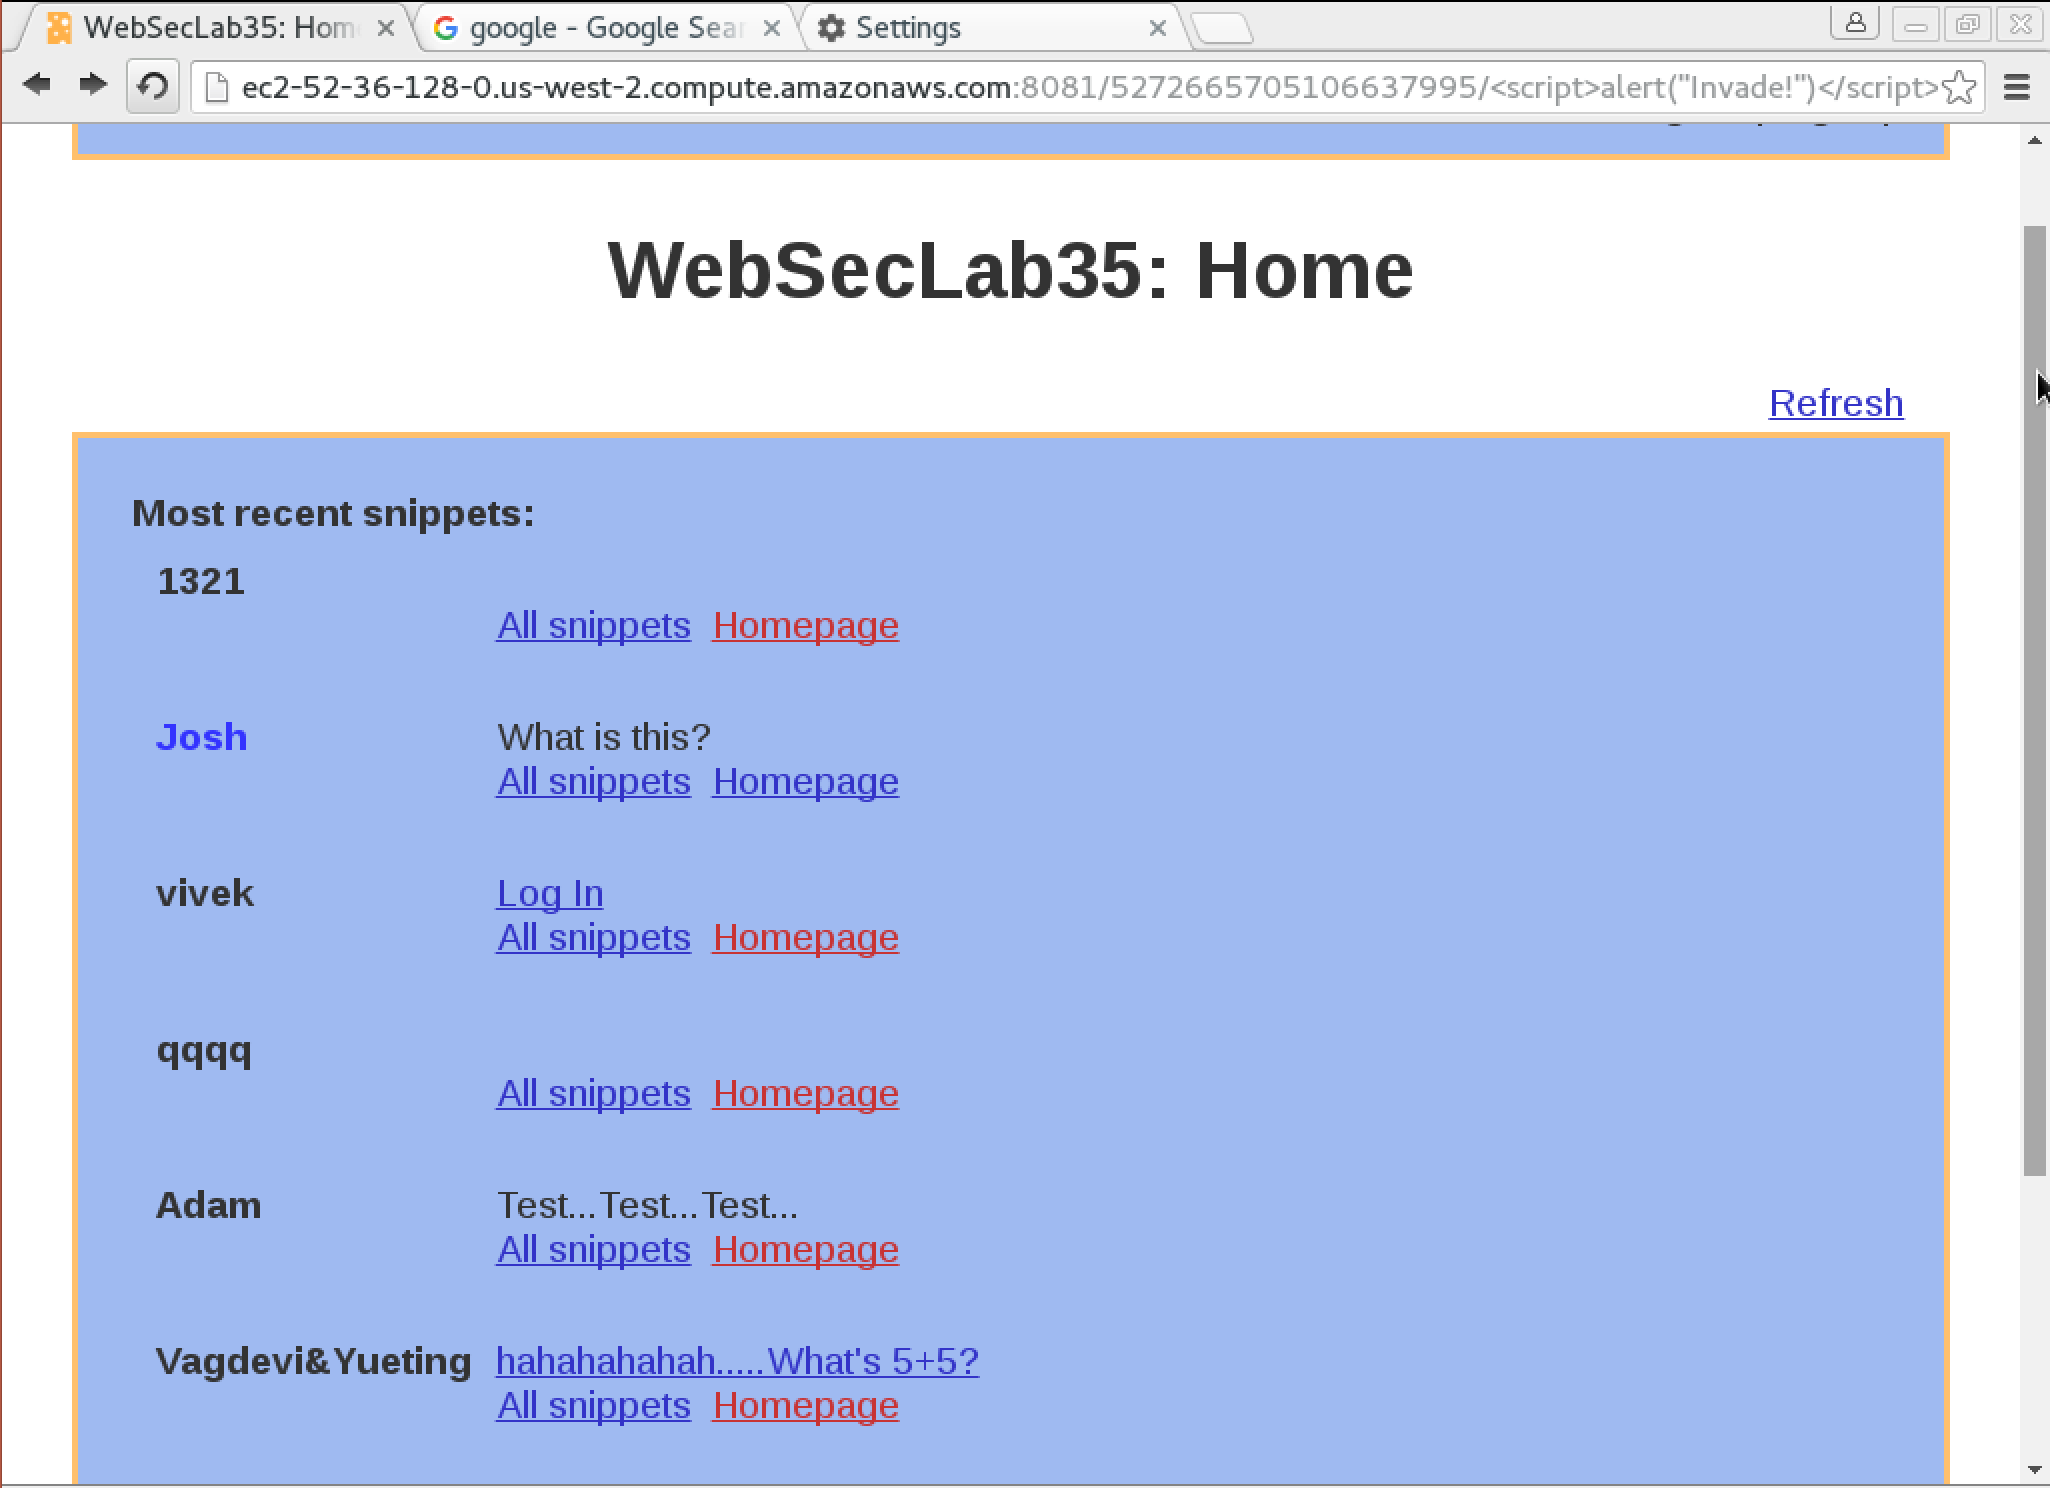 WebSecLab35: Hom
google - Google Sear
Settings
ec2-52-36-128-0.us-west-2.compute.amazonaws.com:8081/5272665705106637995/<script>alert("Invade!")</script>
WebSecLab35: Home
Refresh
Most recent snippets:
1321
All snippets Homepage
Josh What is this?
All snippets Homepage
vivek Log In
All snippets Homepage
qqqq
All snippets Homepage
Adam Test...Test...Test...
All snippets Homepage
Vagdevi&Yueting hahahahahah.....What's 5+5?
All snippets Homepage